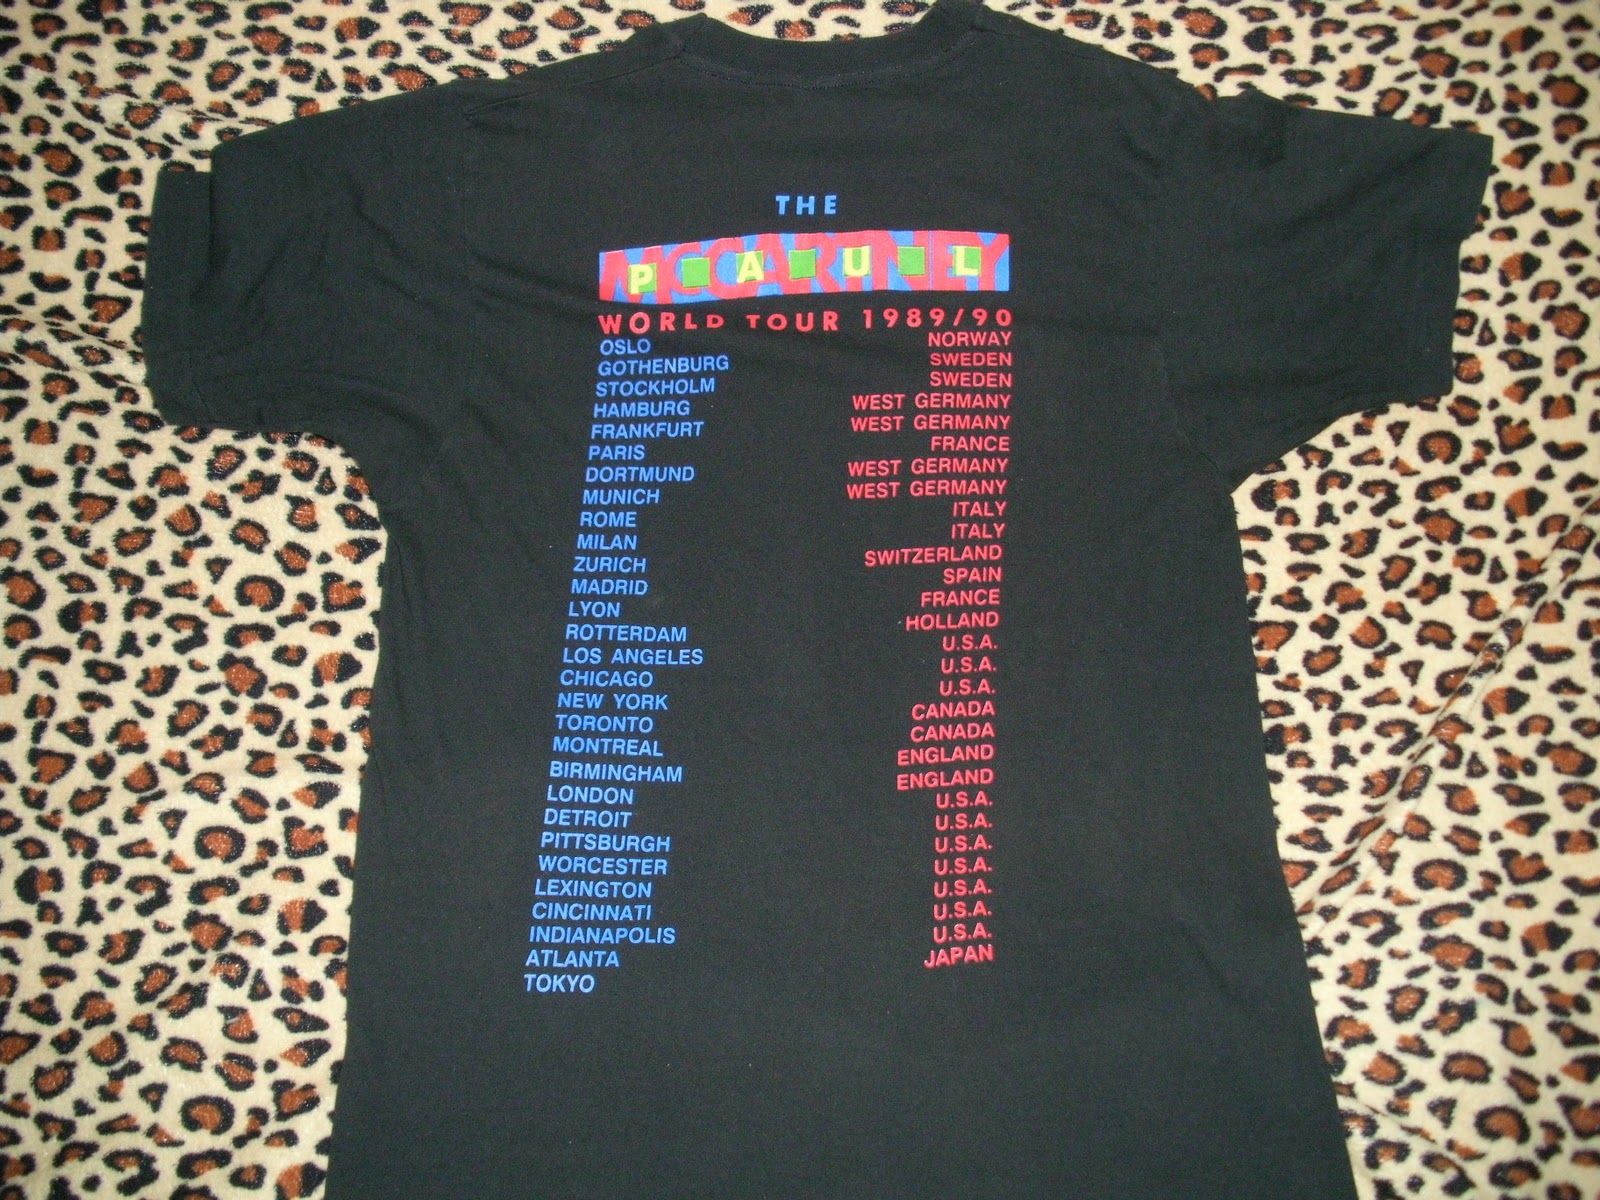 THE
MCCARTNEY
PAUL
WORLD TOUR 1989/90
OSLO NORWAY
GOTHENBURG SWEDEN
STOCKHOLM SWEDEN
HAMBURG WEST GERMANY
FRANKFURT WEST GERMANY
PARIS FRANCE
DORTMUND WEST GERMANY
MUNICH WEST GERMANY
ROME ITALY
MILAN ITALY
ZURICH SWITZERLAND
MADRID SPAIN
LYON FRANCE
ROTTERDAM HOLLAND
LOS ANGELES U.S.A.
CHICAGO U.S.A.
NEW YORK U.S.A.
TORONTO CANADA
MONTREAL CANADA
BIRMINGHAM ENGLAND
LONDON ENGLAND
DETROIT U.S.A.
PITTSBURGH U.S.A.
WORCESTER U.S.A.
LEXINGTON U.S.A.
CINCINNATI U.S.A.
INDIANAPOLIS U.S.A.
ATLANTA U.S.A.
TOKYO JAPAN